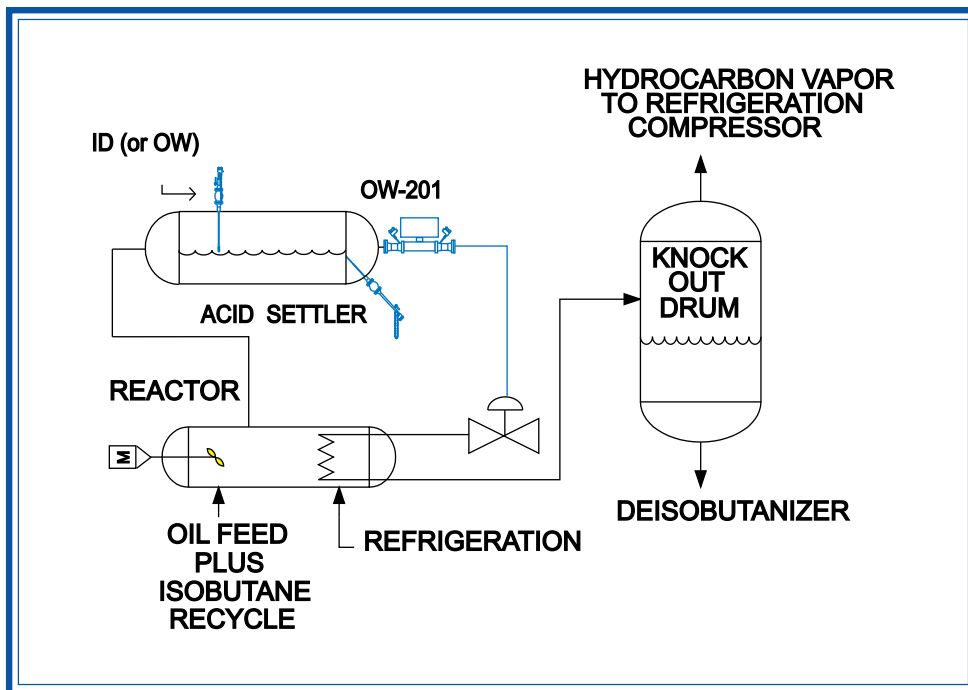 HYDROCARBON VAPOR
TO REFRIGERATION
COMPRESSOR
ID (or OW)
OW-201
KNOCK
OUT
DRUM
ACID SETTLER
REACTOR
M
DEISOBUTANIZER
OIL FEED
PLUS
ISOBUTANE
RECYCLE
REFRIGERATION